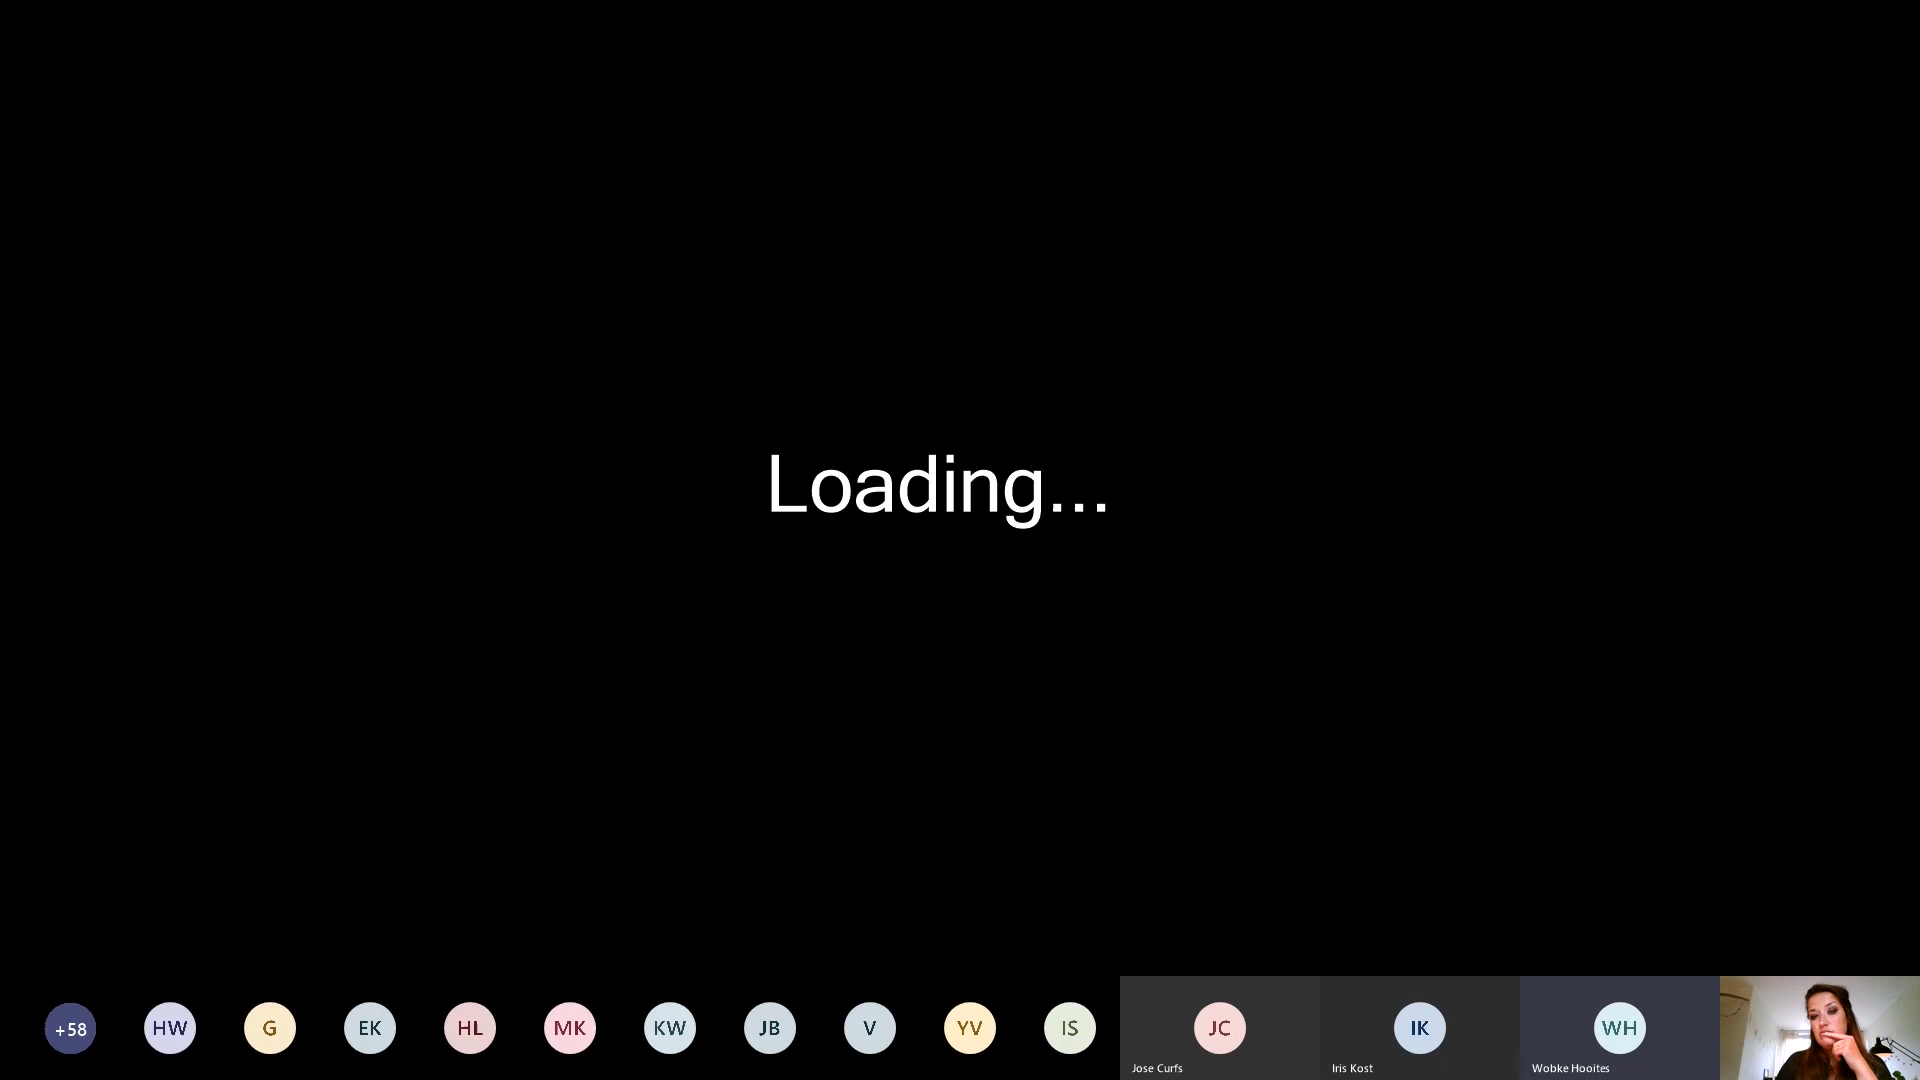 Loading...
+58
HW
G
EK
HL
MK
KW
JB
V
YV
IS
JC
IK
WH
Jose Curfs
Iris Kost
Wobke Hooites